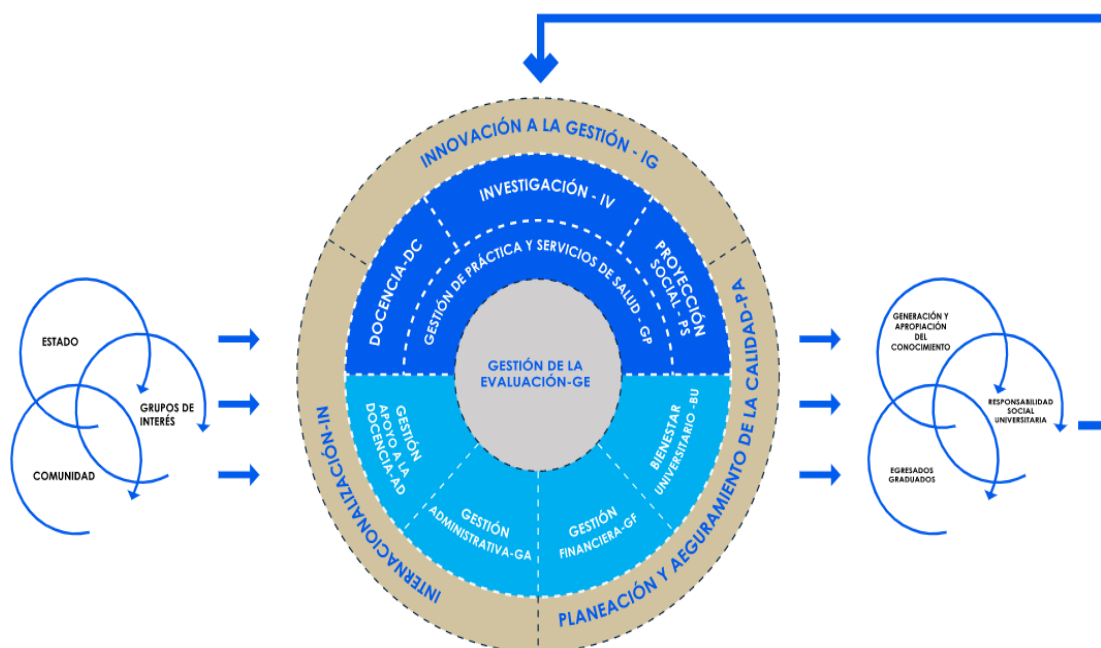 INNOVACIÓN A LA GESTIÓN - IG
INVESTIGACIÓN - IV
DOCENCIA-DC
GESTIÓN DE PRÁCTICA Y SERVICIOS DE SALUD - GP
PROYECCIÓN
SOCIAL - PS
ESTADO
GRUPOS DE
INTERÉS
COMUNIDAD
GESTIÓN DE LA
EVALUACIÓN-GE
INTERNACIONALIZACIÓN-IN
GESTIÓN
APOYO A LA
DOCENCIA-AD
GESTIÓN
ADMINISTRATIVA-GA
GESTIÓN
FINANCIERA-GF
BIENESTAR
UNIVERSITARIO -BU
PLANEACIÓN Y AEGURAMIENTO DE LA CALIDAD-PA
GENERACIÓN Y
APROPIACIÓN
DEL
CONOCIMIENTO
RESPONSABILIDAD
SOCIAL
UNIVERSITARIA
EGRESADOS
GRADUADOS